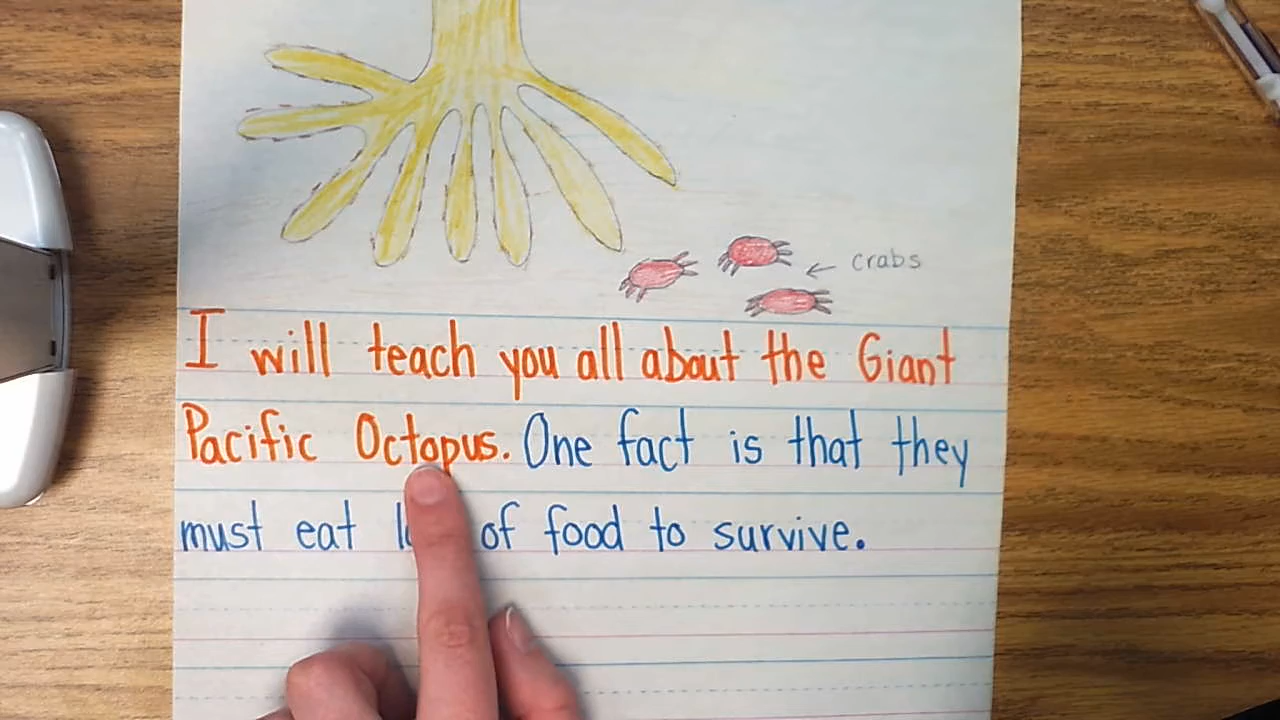 crabs
I will teach you all about the Giant
Pacific Octopus. One fact is that they
must eat of food to survive.